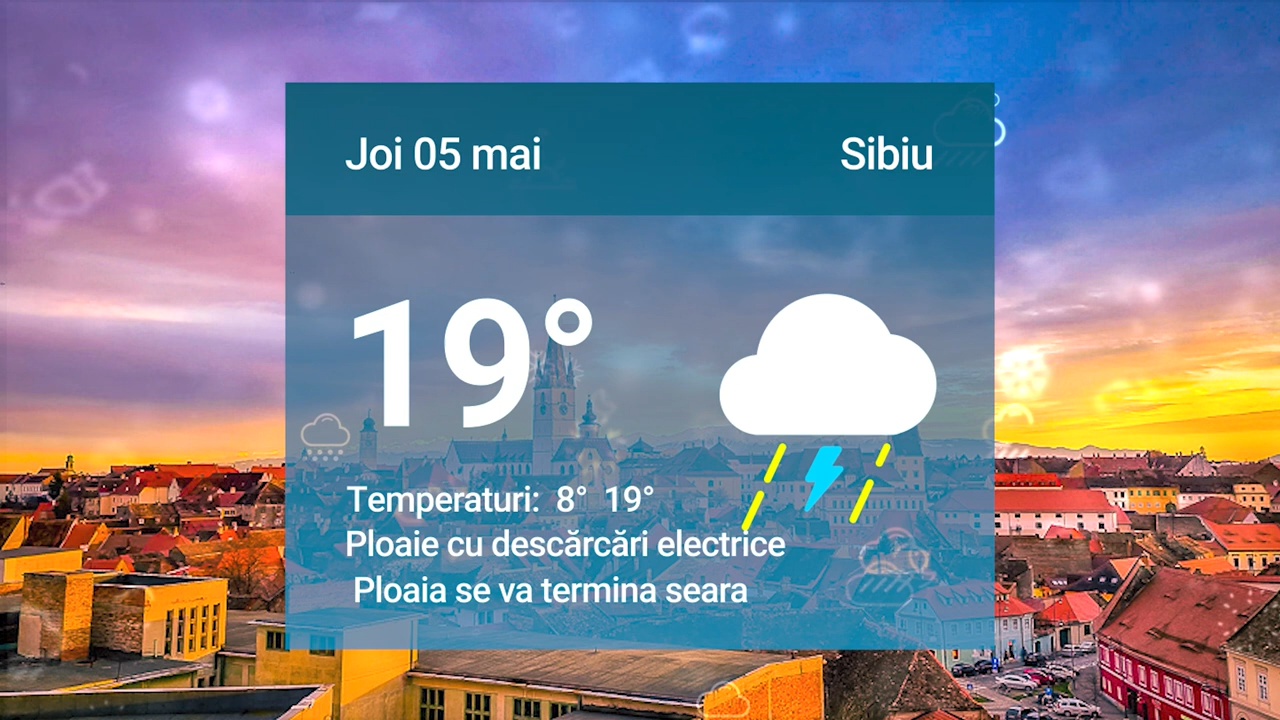 Joi 05 mai
Sibiu
19°
Temperaturi: 8° 19°
Ploaie cu descărcări electrice
Ploaia se va termina seara